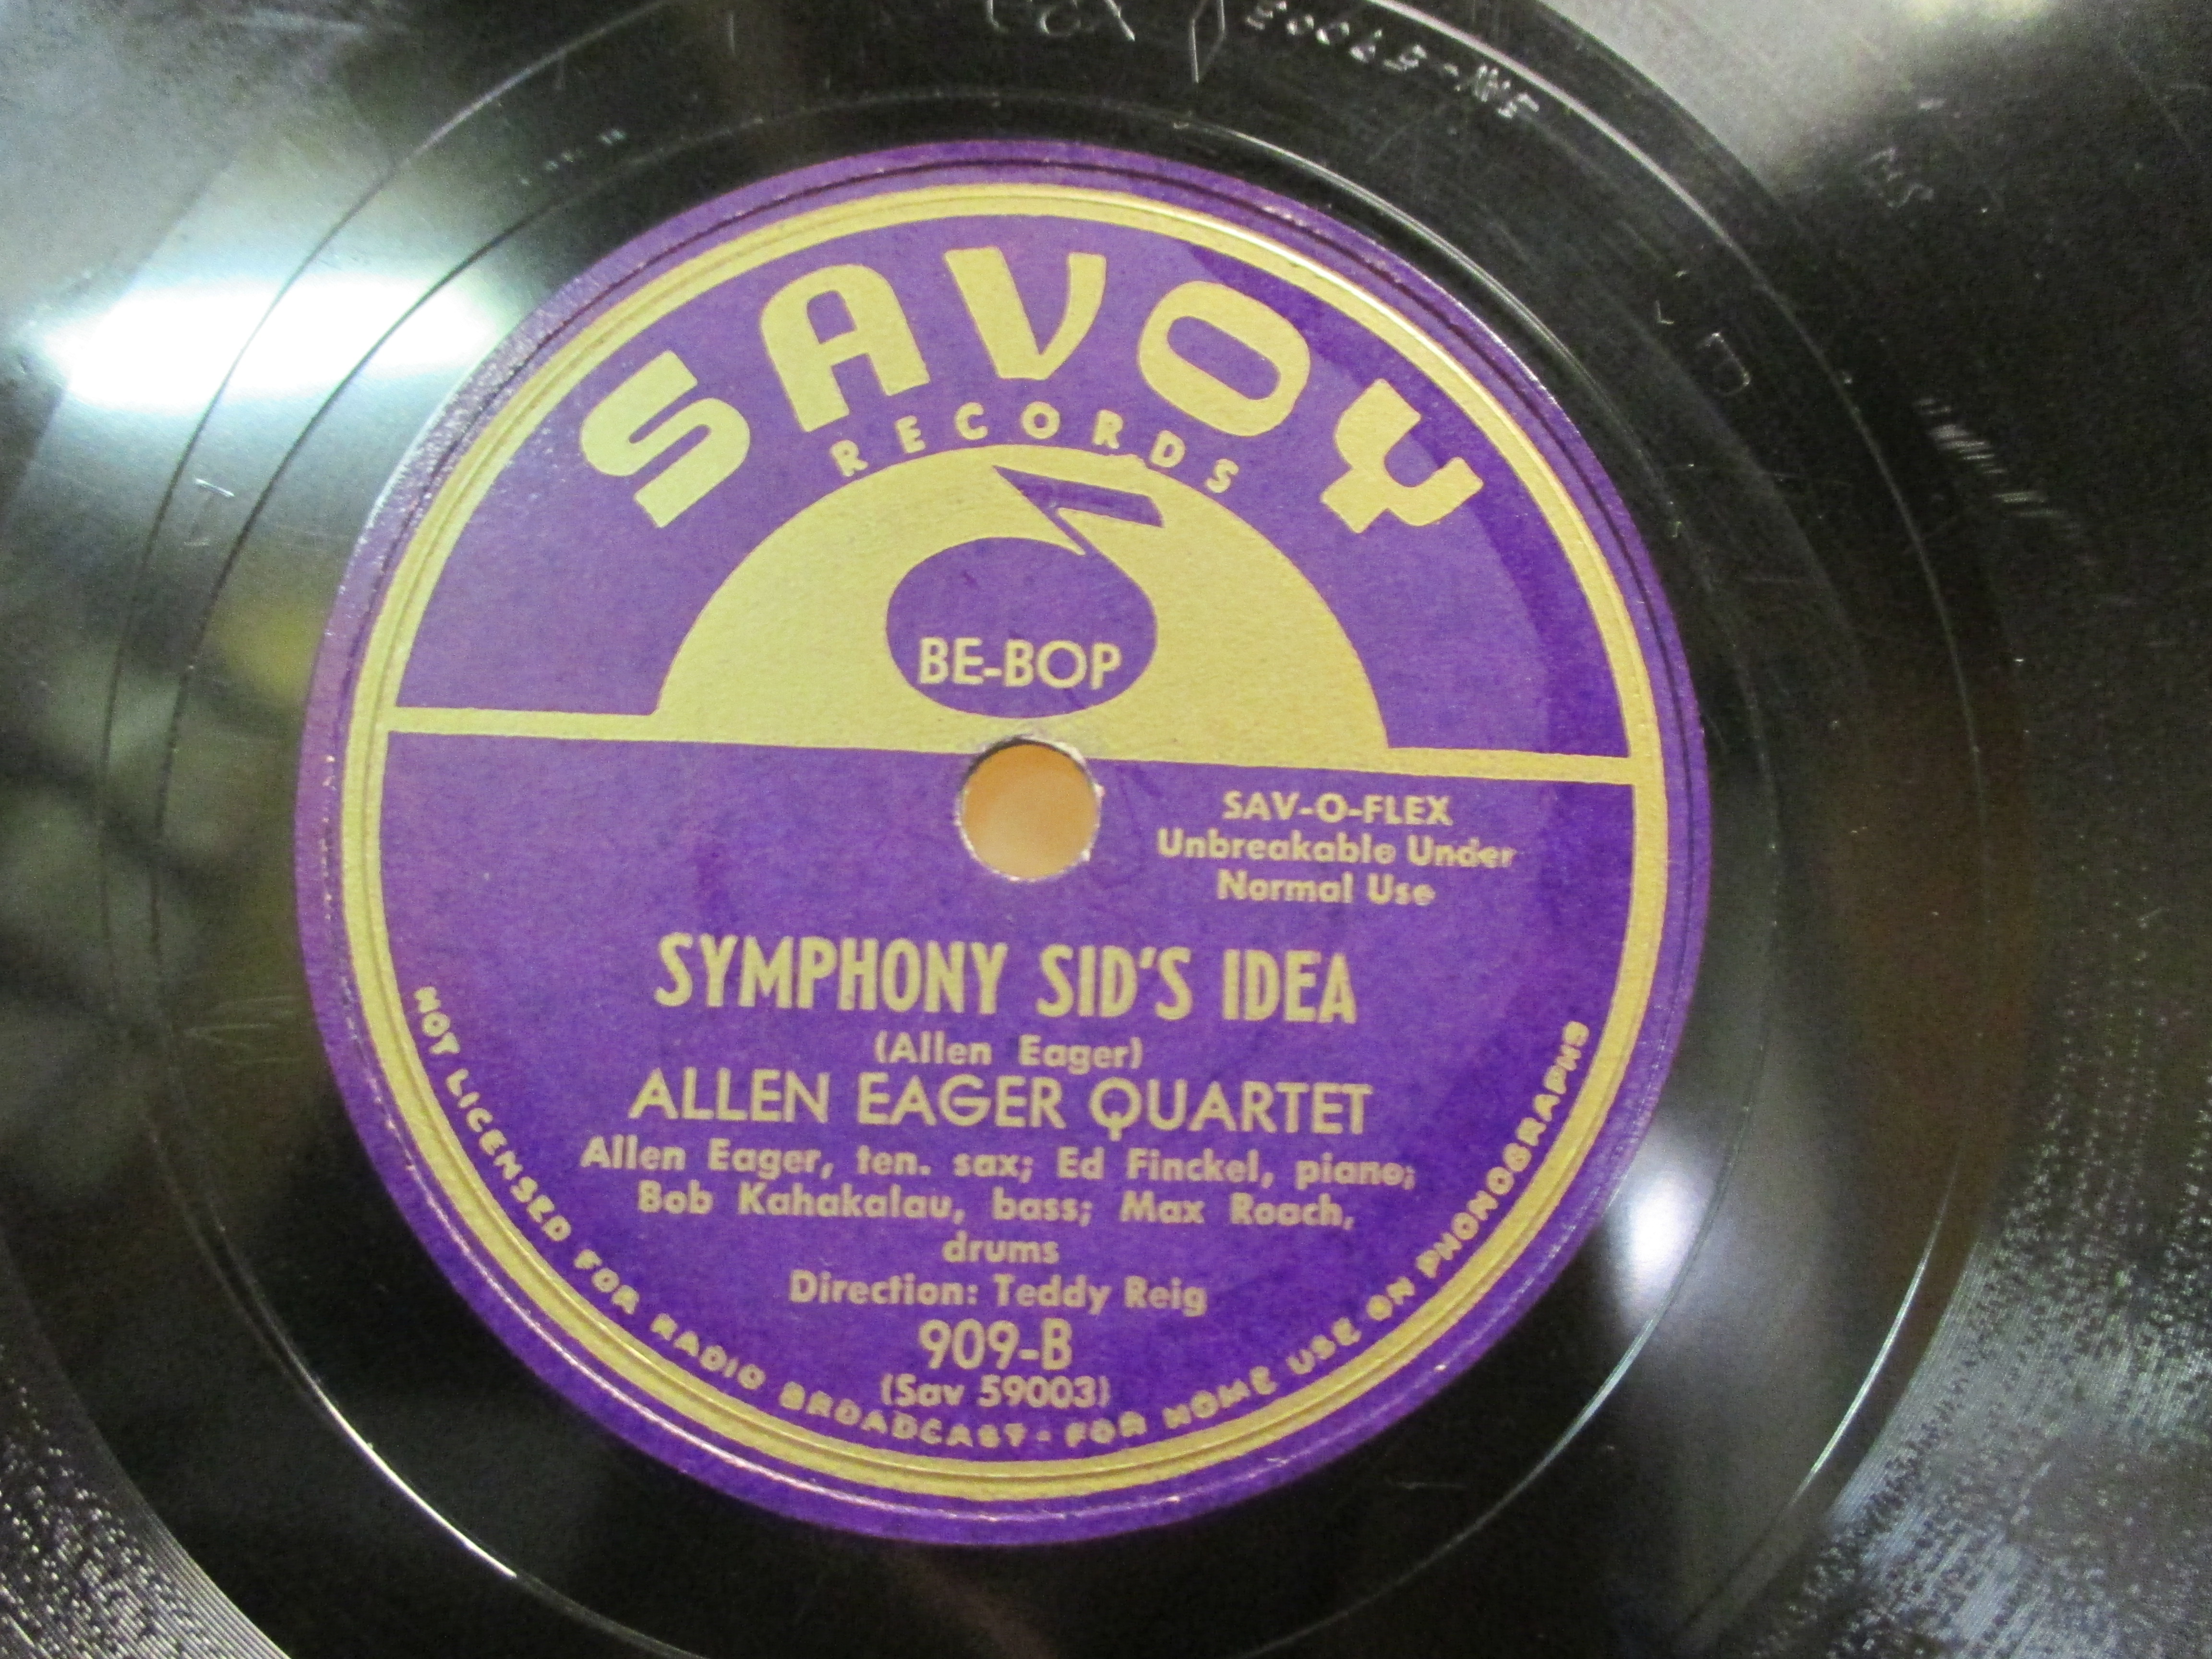 SAVOY
RECORDS
BE-BOP
SAV-O-FLEX
Unbreakable Under
Normal Use
SYMPHONY SID'S IDEA
(Allen Eager)
ALLEN EAGER QUARTET
Allen Eager, ten. sax; Ed Finckel, piano;
Bob Kahakalau, bass; Max Roach,
drums
Direction: Teddy Reig
909-B
(Sav 59003)
NOT LICENSED FOR RADIO BROADCAST - FOR HOME USE ON PHONOGRAPHS